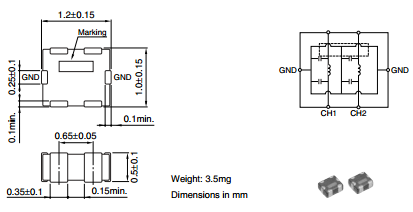 1.2±0.15
Marking
GND
GND
0.25±0.1
1.0±0.15
0.1min.
0.1min.
0.65±0.05
0.5±0.1
0.35±0.1
0.15min.
Weight: 3.5mg
Dimensions in mm
GND
GND
CH1
CH2